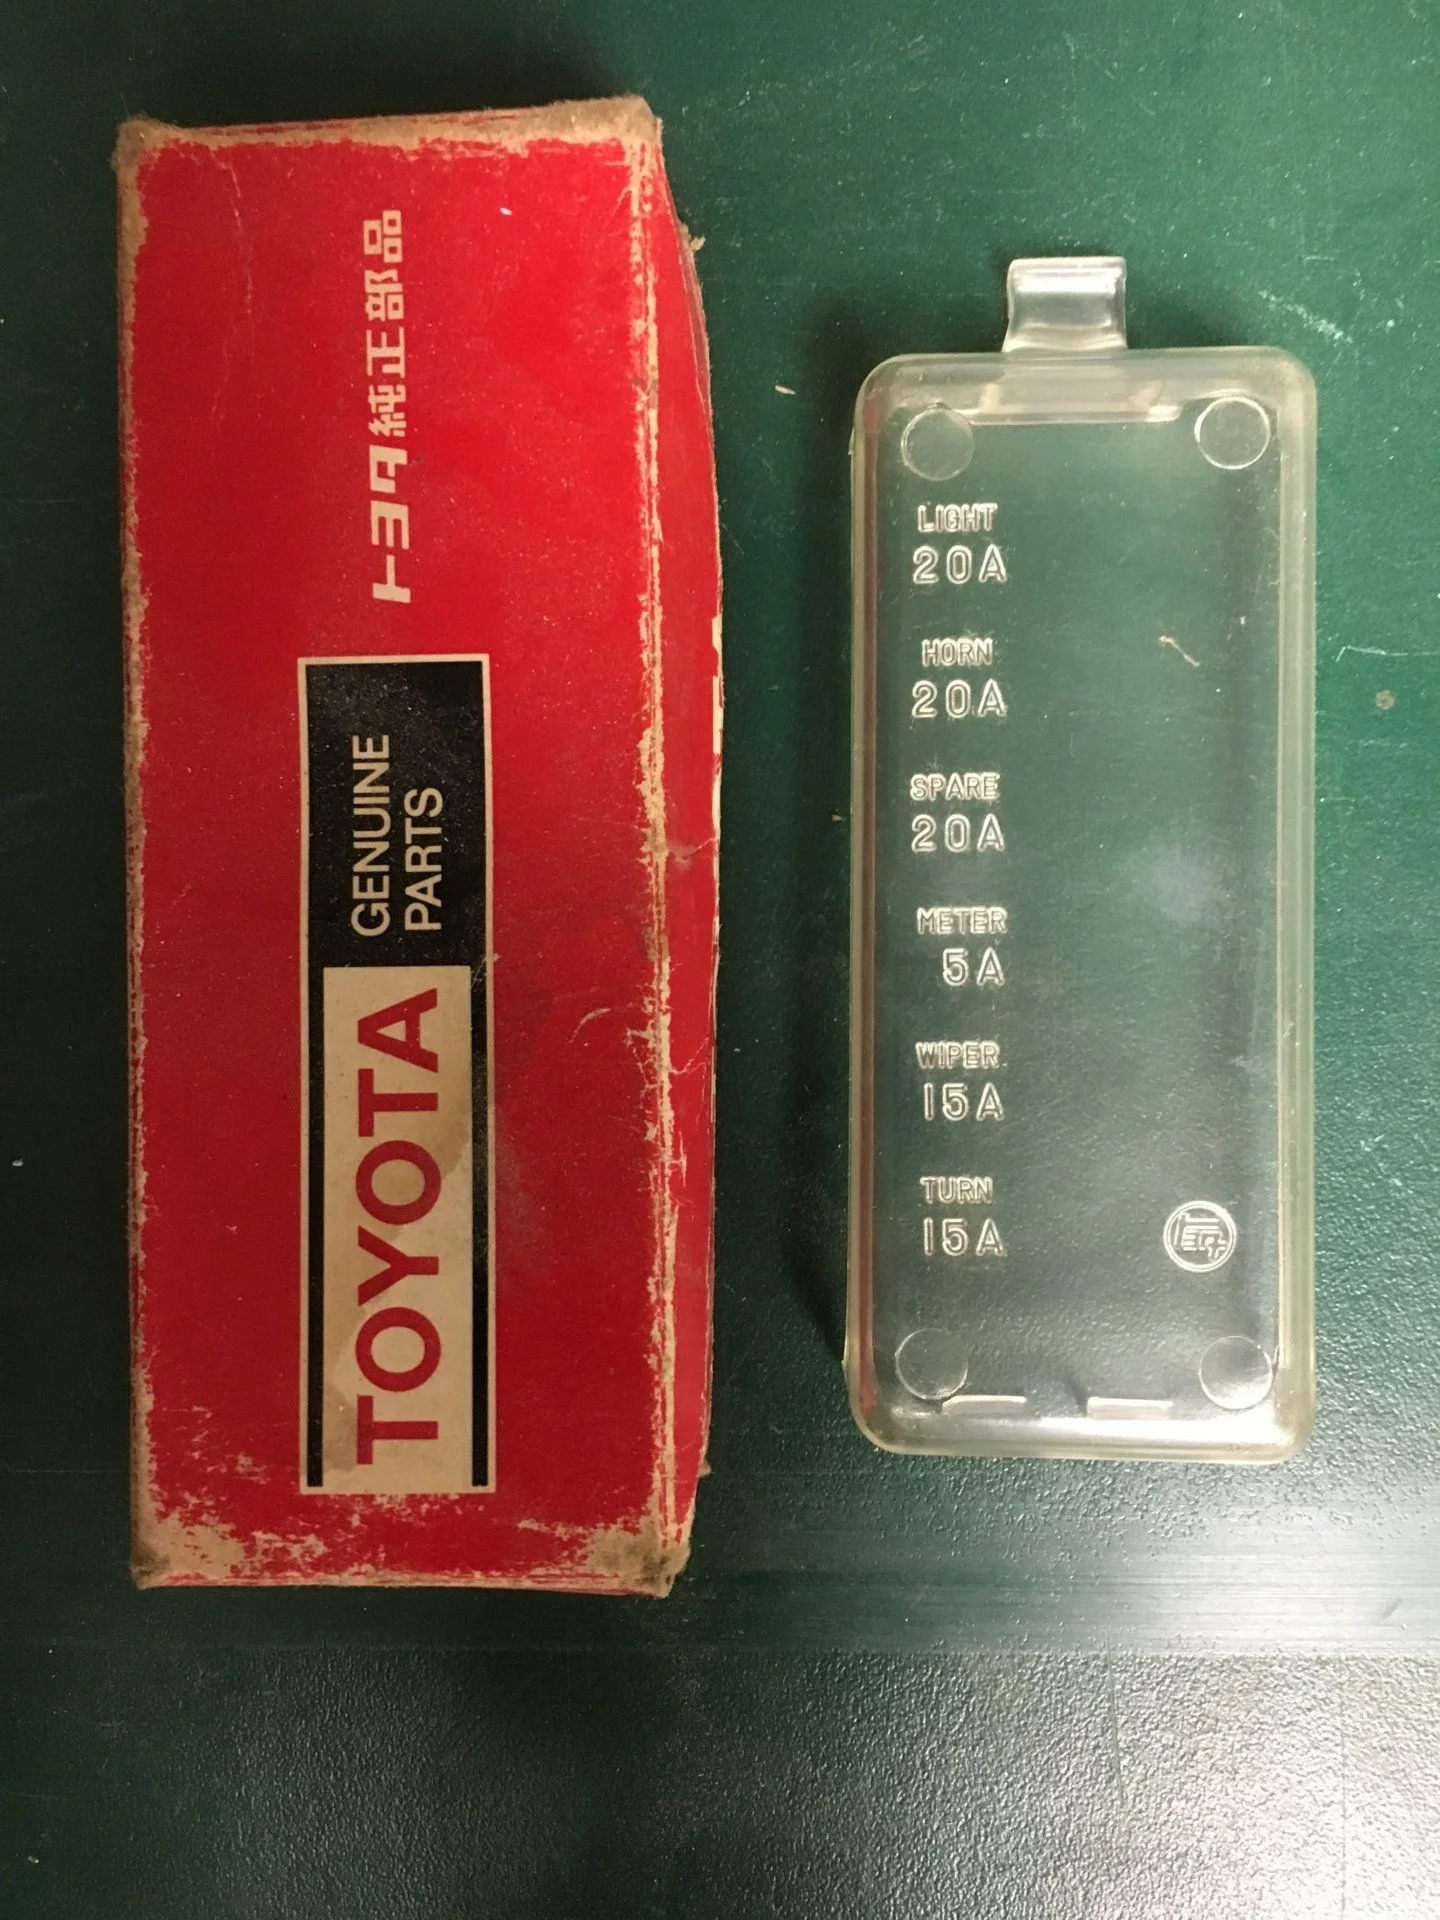 トヨタ純正部品
TOYOTA
GENUINE
PARTS
LIGHT
20A
HORN
20A
SPARE
20A
METER
5A
WIPER
15A
TURN
15A